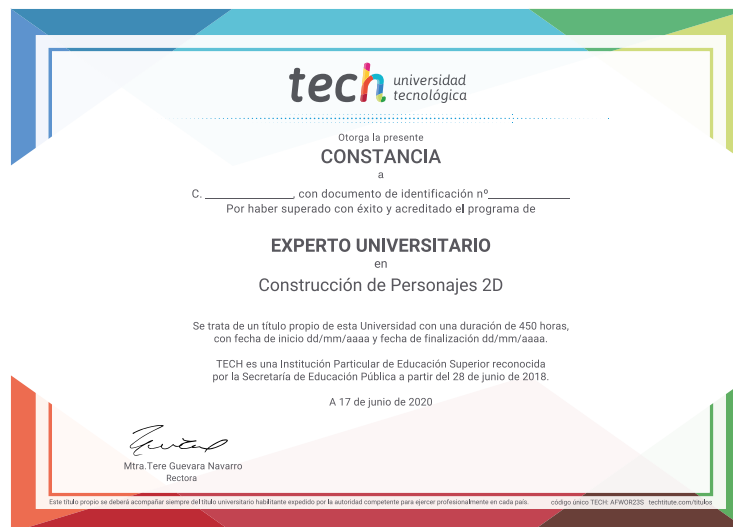 tech universidad
tecnológica
Otorga la presente
CONSTANCIA
a
C. ______________, con documento de identificación nº_____________
Por haber superado con éxito y acreditado el programa de
EXPERTO UNIVERSITARIO
en
Construcción de Personajes 2D
Se trata de un título propio de esta Universidad con una duración de 450 horas,
con fecha de inicio dd/mm/aaaa y fecha de finalización dd/mm/aaaa.
TECH es una Institución Particular de Educación Superior reconocida
por la Secretaría de Educación Pública a partir del 28 de junio de 2018.
A 17 de junio de 2020
Mtra.Tere Guevara Navarro
Rectora
Este título propio se deberá acompañar siempre del título universitario habilitante expedido por la autoridad competente para ejercer profesionalmente en cada país. código único TECH: AFWOR23S techtitute.com/titulos